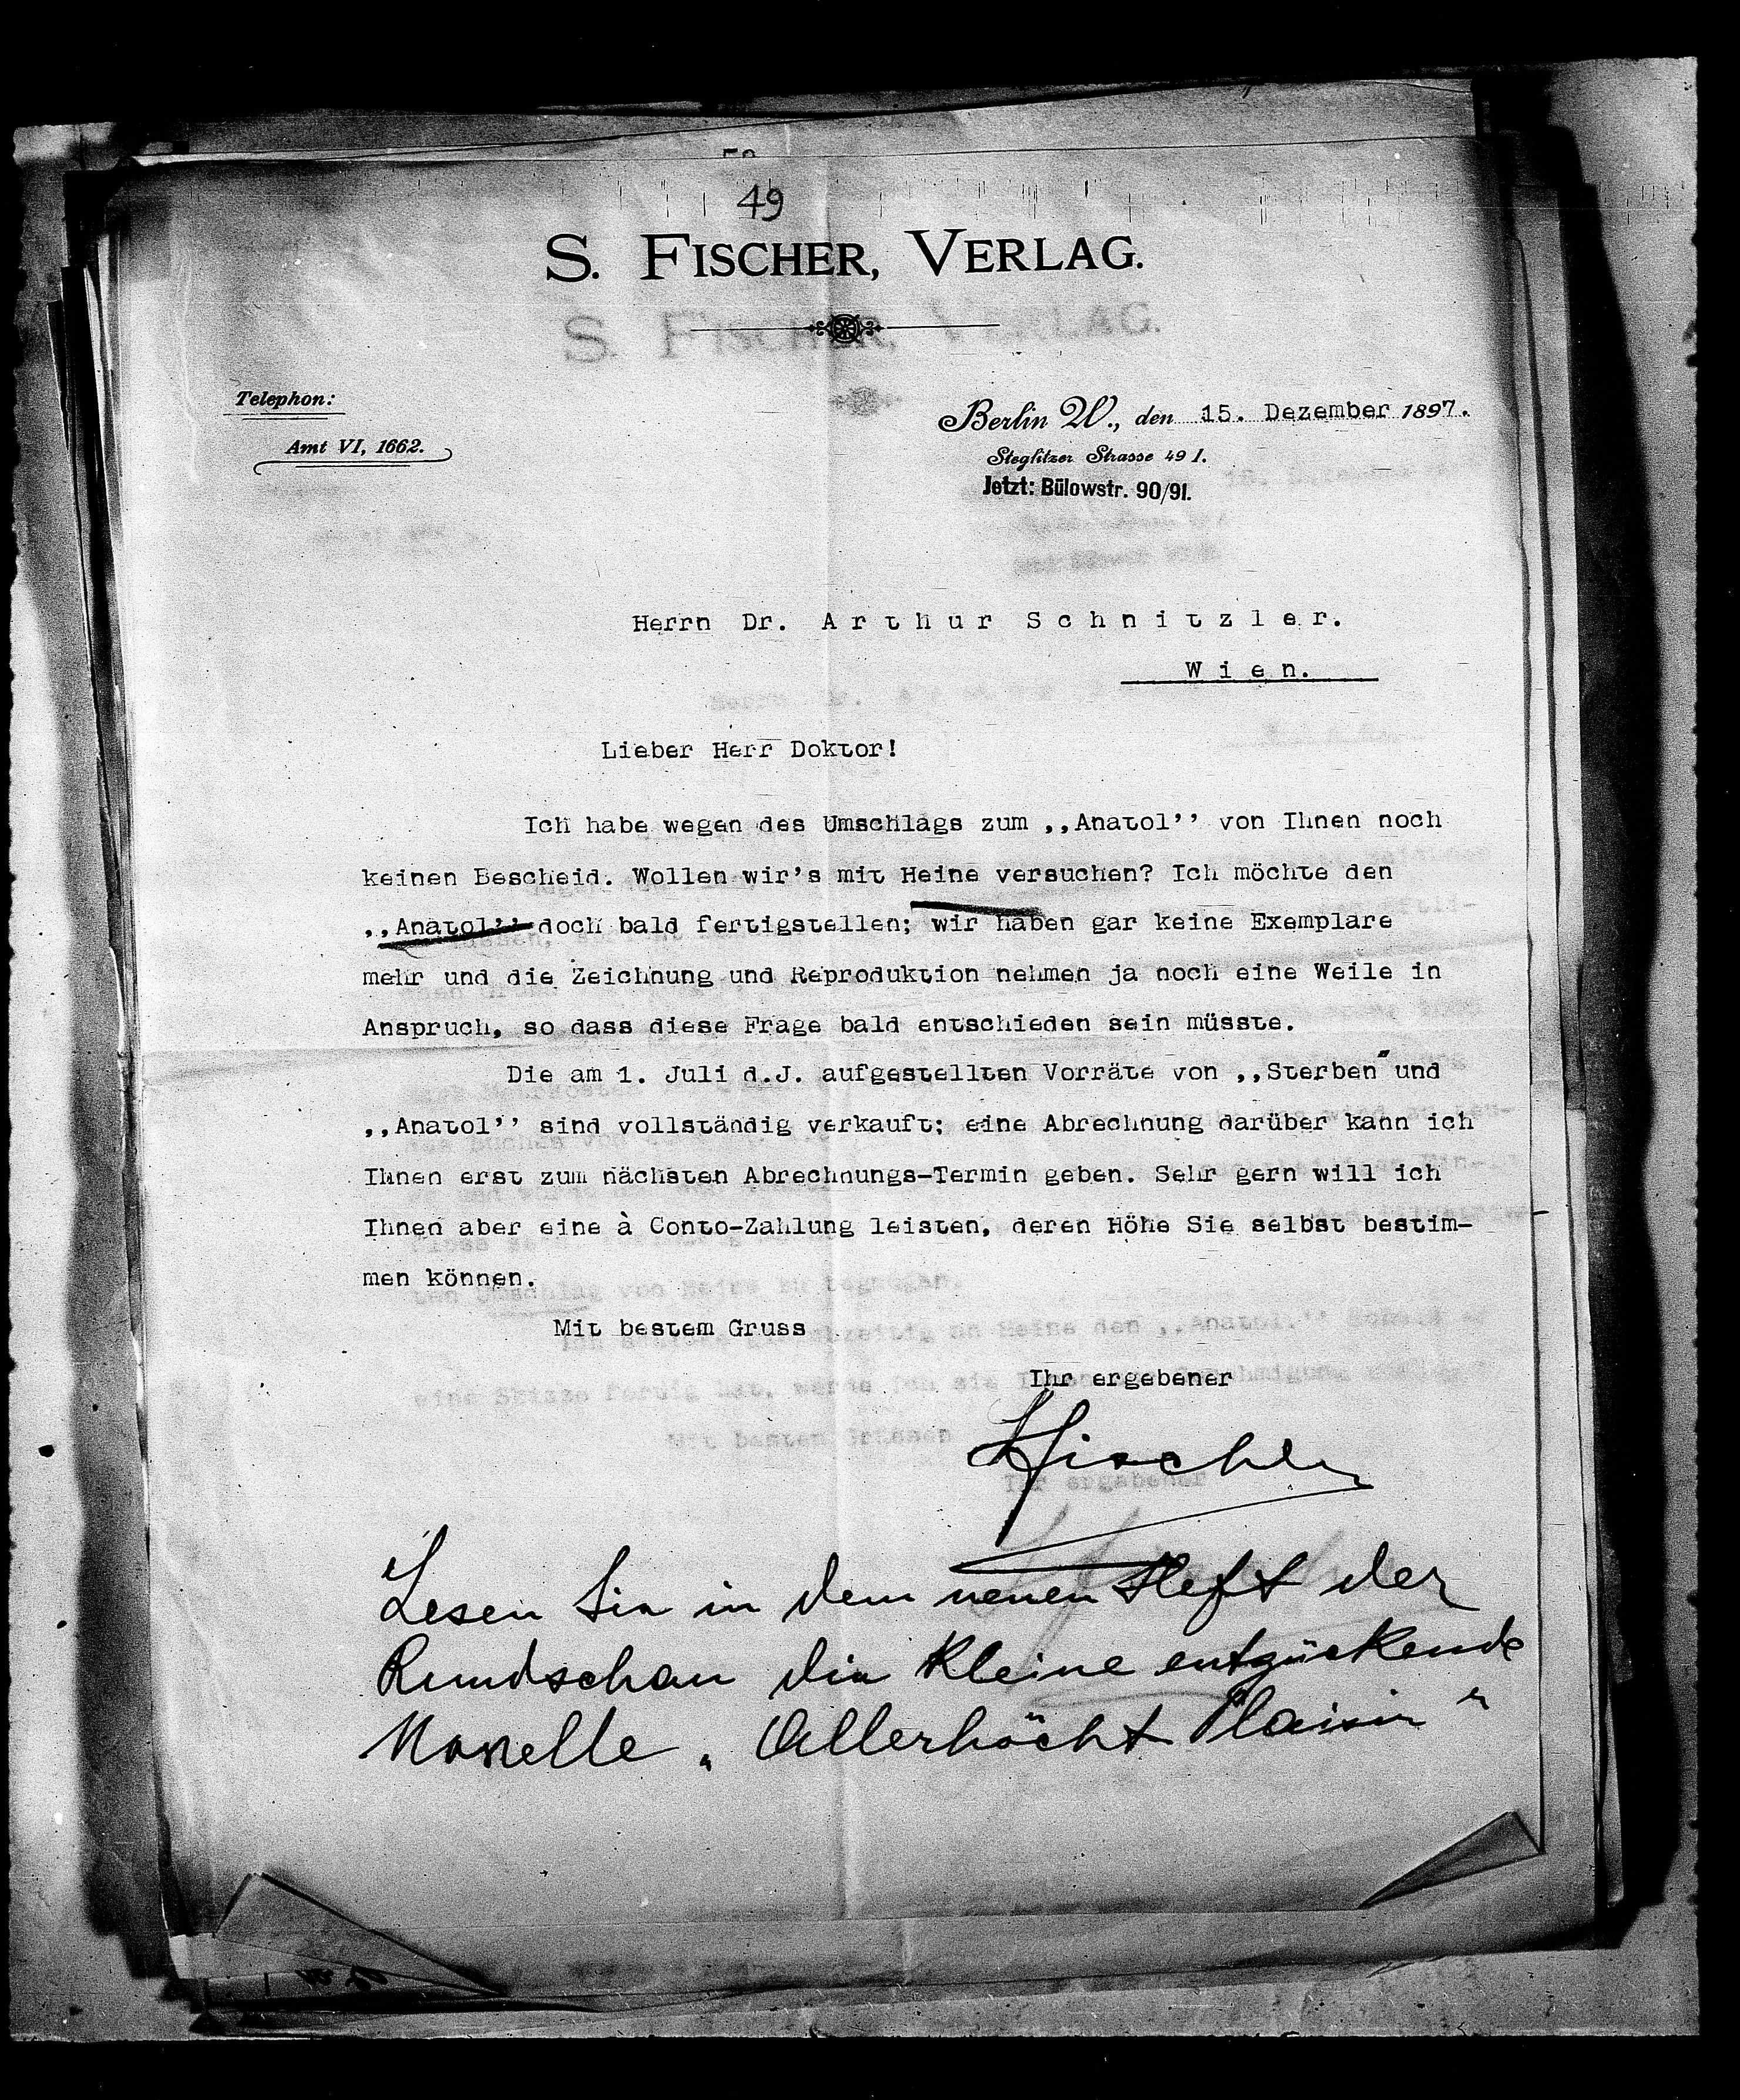 49
S. FISCHER, VERLAG.
Telephon:
Amt VI, 1662.
Berlin W., den 15. Dezember 1897.
Steglitzer Strasse 49 I.
Jetzt: Bülowstr. 90/91.
Herrn Dr. Arthur Schnitzler.
Wien.
Lieber Herr Doktor!
Ich habe wegen des Umschlags zum ,,Anatol’’ von Ihnen noch
keinen Bescheid. Wollen wir’s mit Heine versuchen? Ich möchte den
,,Anatol’’ doch bald fertigstellen; wir haben gar keine Exemplare
mehr und die Zeichnung und Reproduktion nehmen ja noch eine Weile in
Anspruch, so dass diese Frage bald entschieden sein müsste.
Die am 1. Juli d.J. aufgestellten Vorräte von ,,Sterben" und
,,Anatol’’ sind vollständig verkauft; eine Abrechnung darüber kann ich
Ihnen erst zum nächsten Abrechnungs-Termin geben. Sehr gern will ich
Ihnen aber eine à Conto-Zahlung leisten, deren Höhe Sie selbst bestim-
men können.
Mit bestem Gruss
Ihr ergebener
SFischer
Lesen Sie in dem neuen Heft der
Rundschau die kleine entzückende
Novelle „Allerhöcht Plaisir“